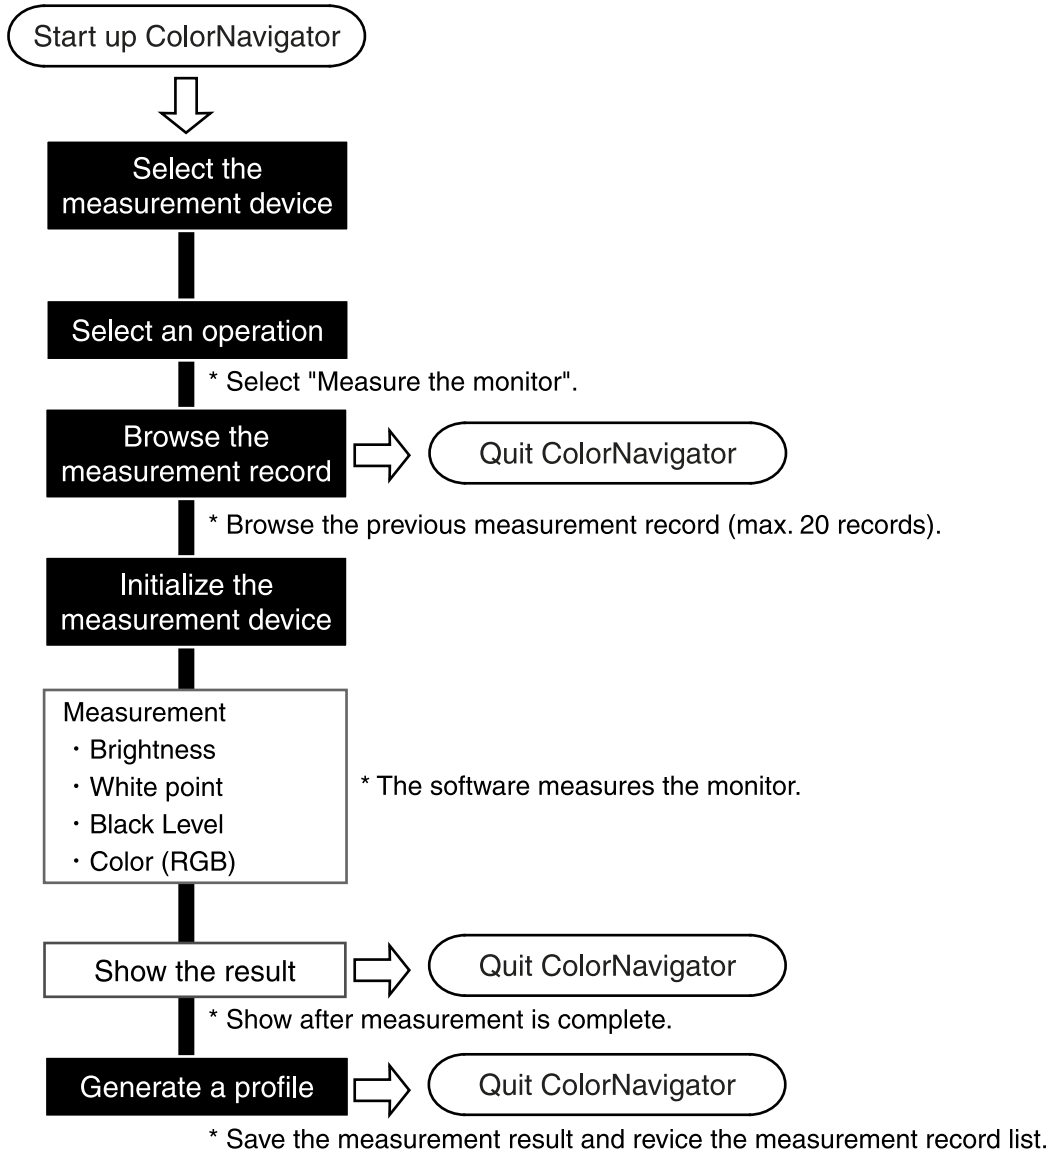 Start up ColorNavigator
Select the
measurement device
Select an operation
* Select "Measure the monitor".
Browse the
measurement record
Quit ColorNavigator
* Browse the previous measurement record (max. 20 records).
Initialize the
measurement device
Measurement
・Brightness
・White point
・Black Level
・Color (RGB)
* The software measures the monitor.
Show the result
Quit ColorNavigator
* Show after measurement is complete.
Generate a profile
Quit ColorNavigator
* Save the measurement result and revice the measurement record list.